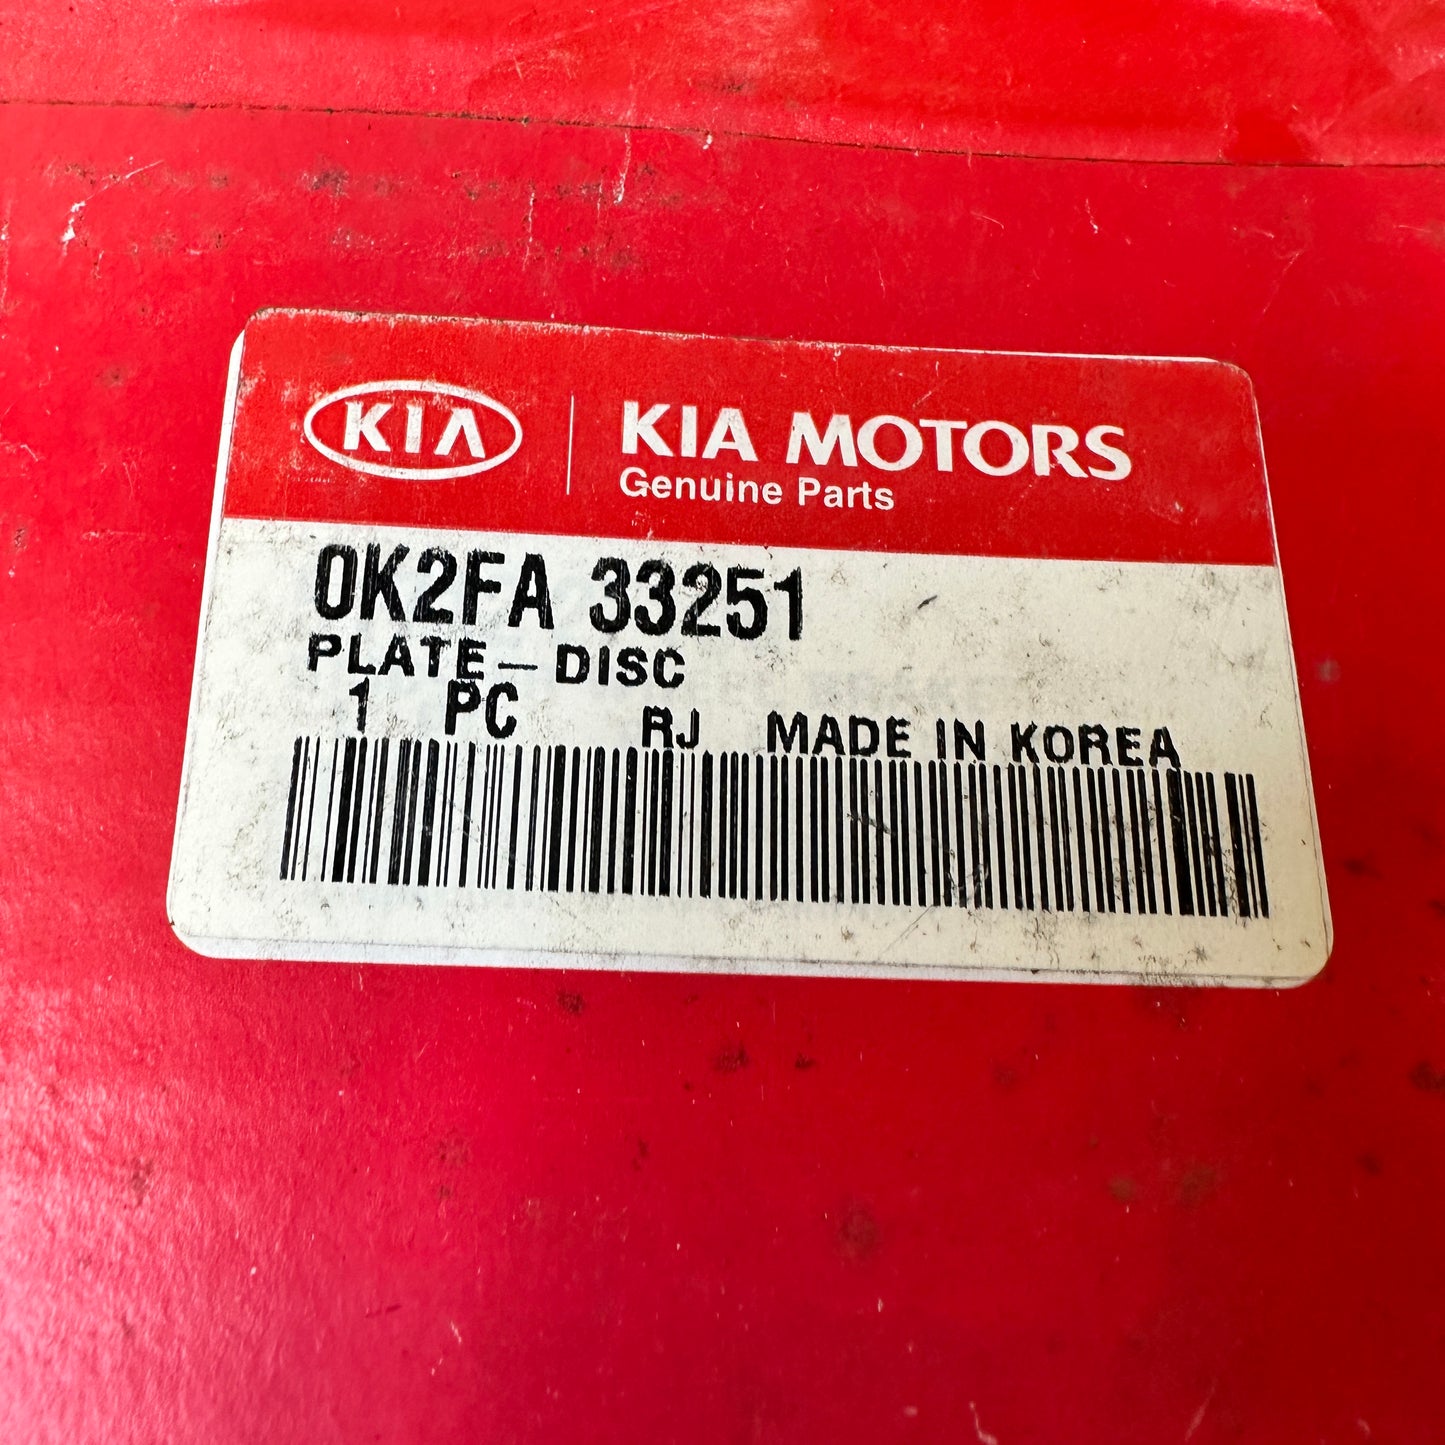 KIA KIA MOTORS
Genuine Parts
0K2FA 33251
PLATE-DISC
1 PC RJ MADE IN KOREA